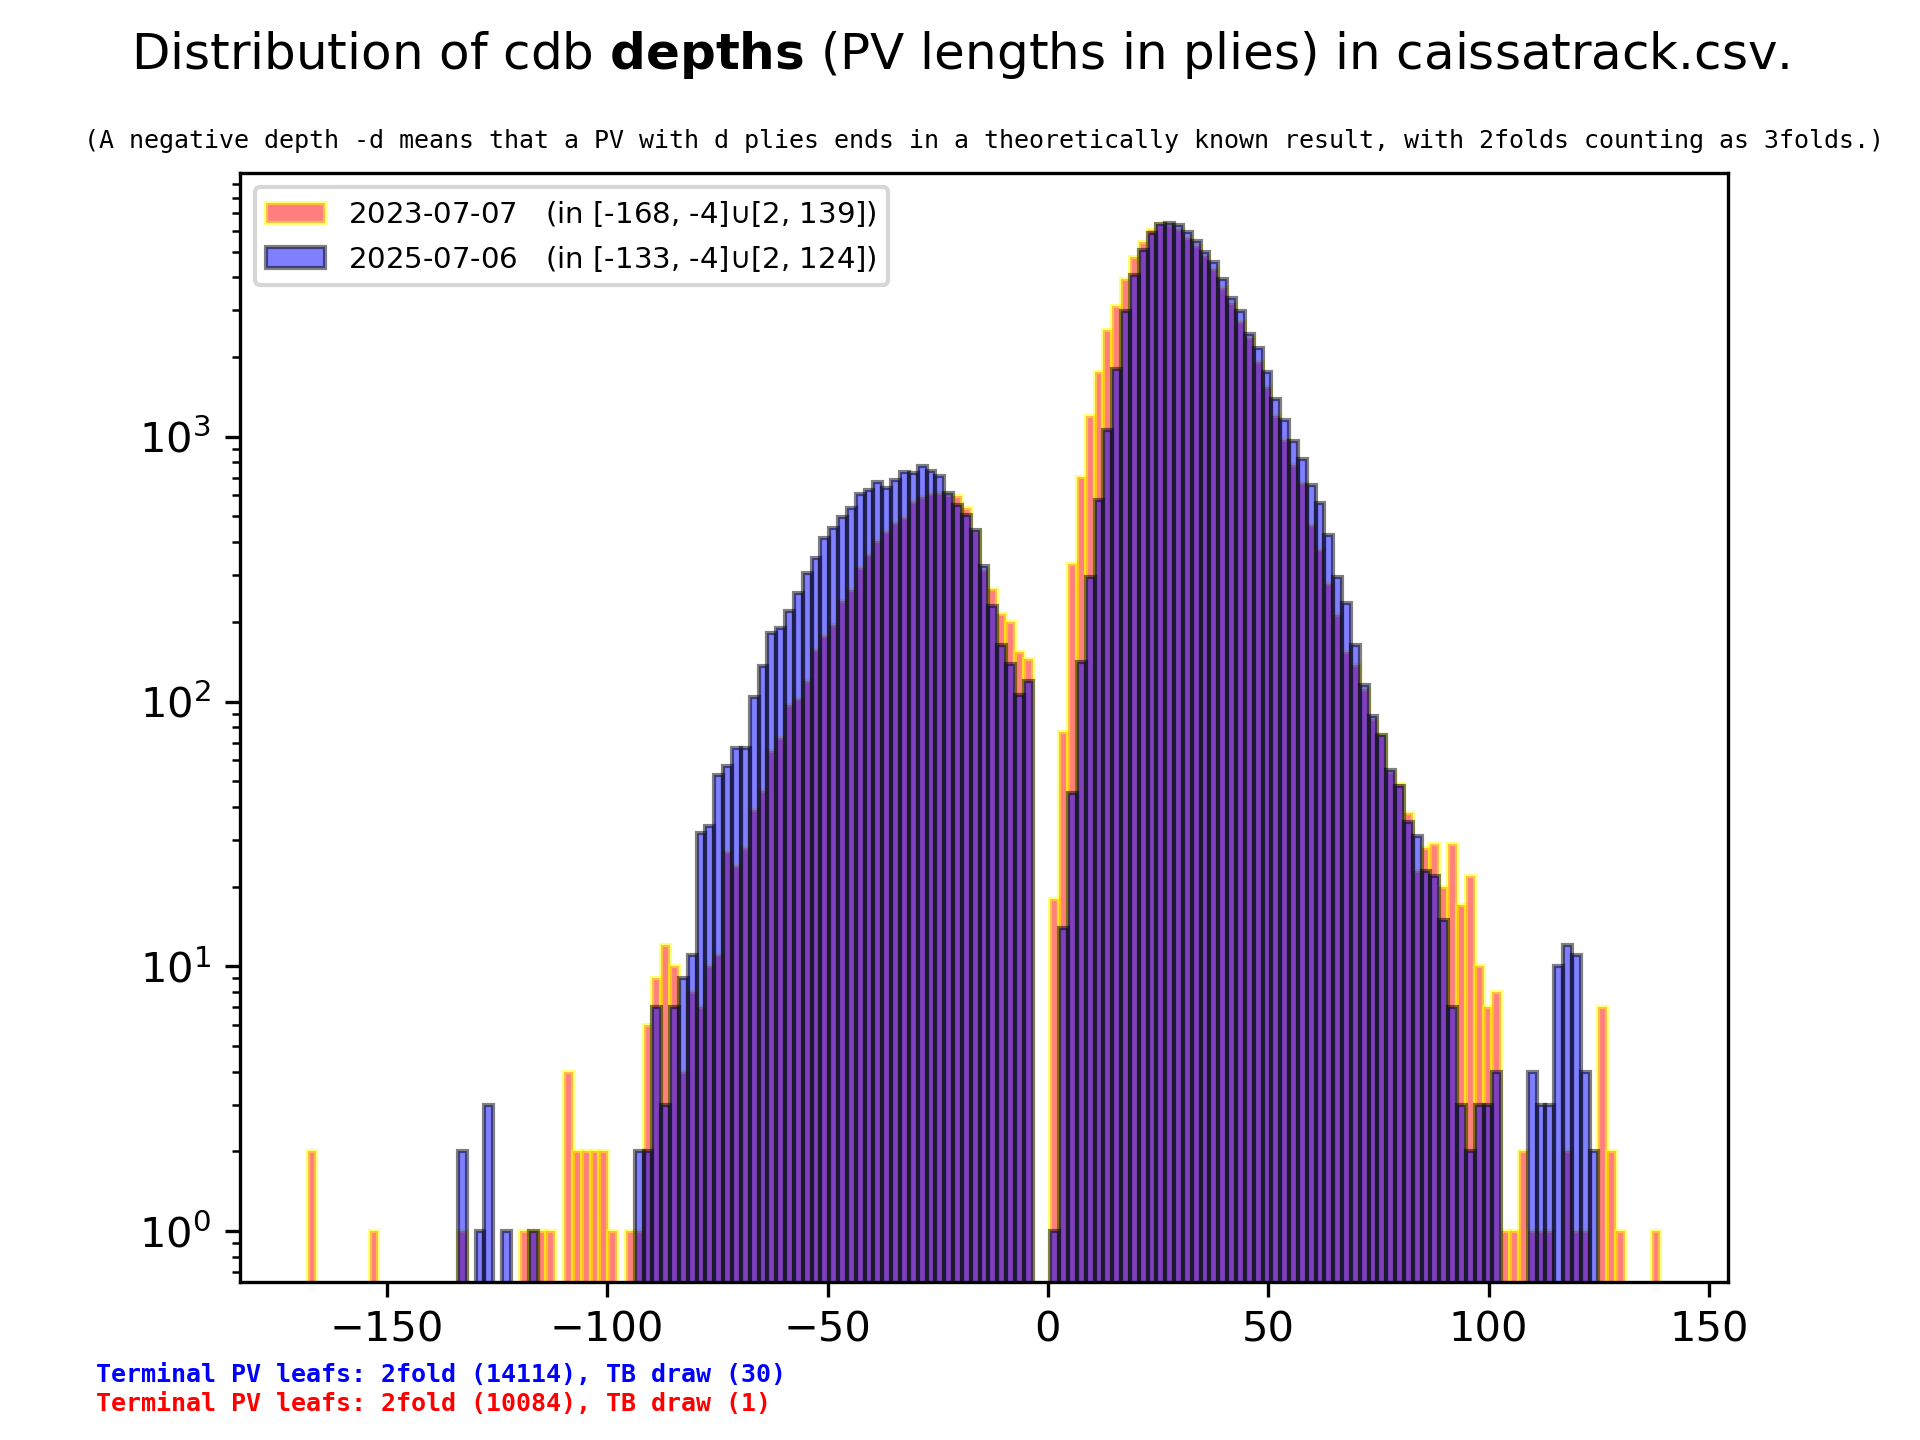 Distribution of cdb depths (PV lengths in plies) in caissatrack.csv.
(A negative depth -d means that a PV with d plies ends in a theoretically known result, with 2folds counting as 3folds.)
2023-07-07 (in [-168, -4]∪[2, 139])
2025-07-06 (in [-133, -4]∪[2, 124])
10³
10²
10¹
10⁰
−150 −100 −50 0 50 100 150
Terminal PV leafs: 2fold (14114), TB draw (30)
Terminal PV leafs: 2fold (10084), TB draw (1)